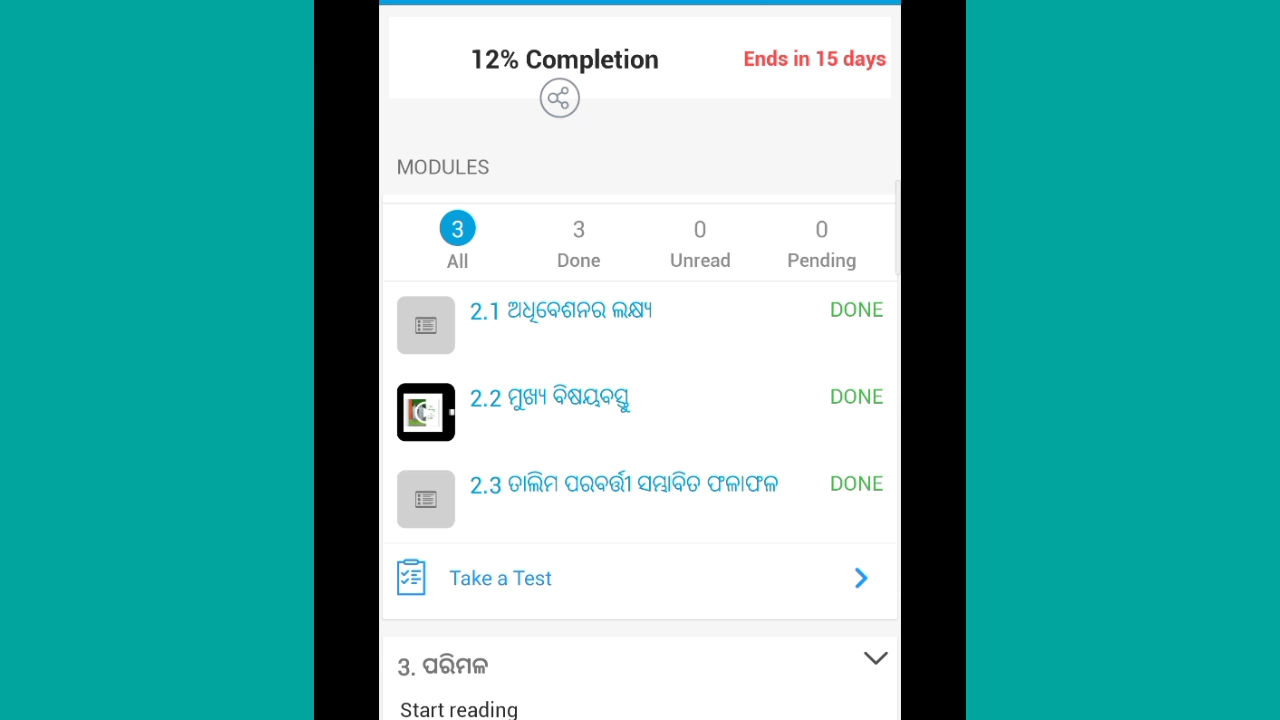 12% Completion
Ends in 15 days
MODULES
3 3 0 0
All Done Unread Pending
2.1 ଅଧିବେଶନର ଲକ୍ଷ୍ୟ DONE
2.2 ମୁଖ୍ୟ ବିଷୟବସ୍ତୁ DONE
2.3 ତାଲିମ ପରବର୍ତ୍ତୀ ସମ୍ଭାବିତ ଫଳାଫଳ DONE
Take a Test
3. ପରିମଳ
Start reading